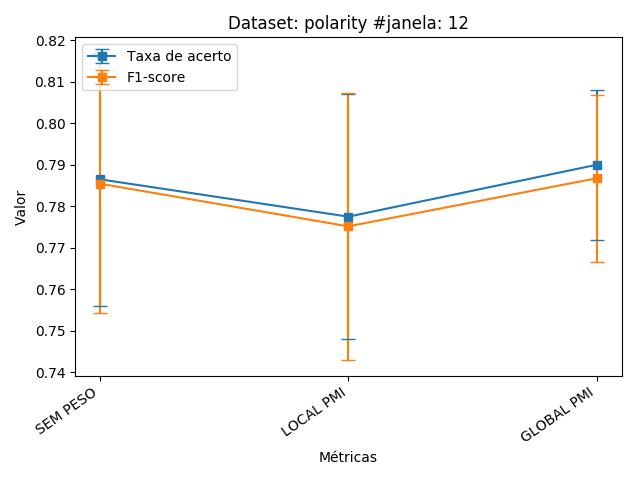 Dataset: polarity #janela: 12
Taxa de acerto
F1-score
0.82
0.81
0.80
0.79
0.78
0.77
0.76
0.75
0.74
Valor
SEM PESO
LOCAL PMI
GLOBAL PMI
Métricas